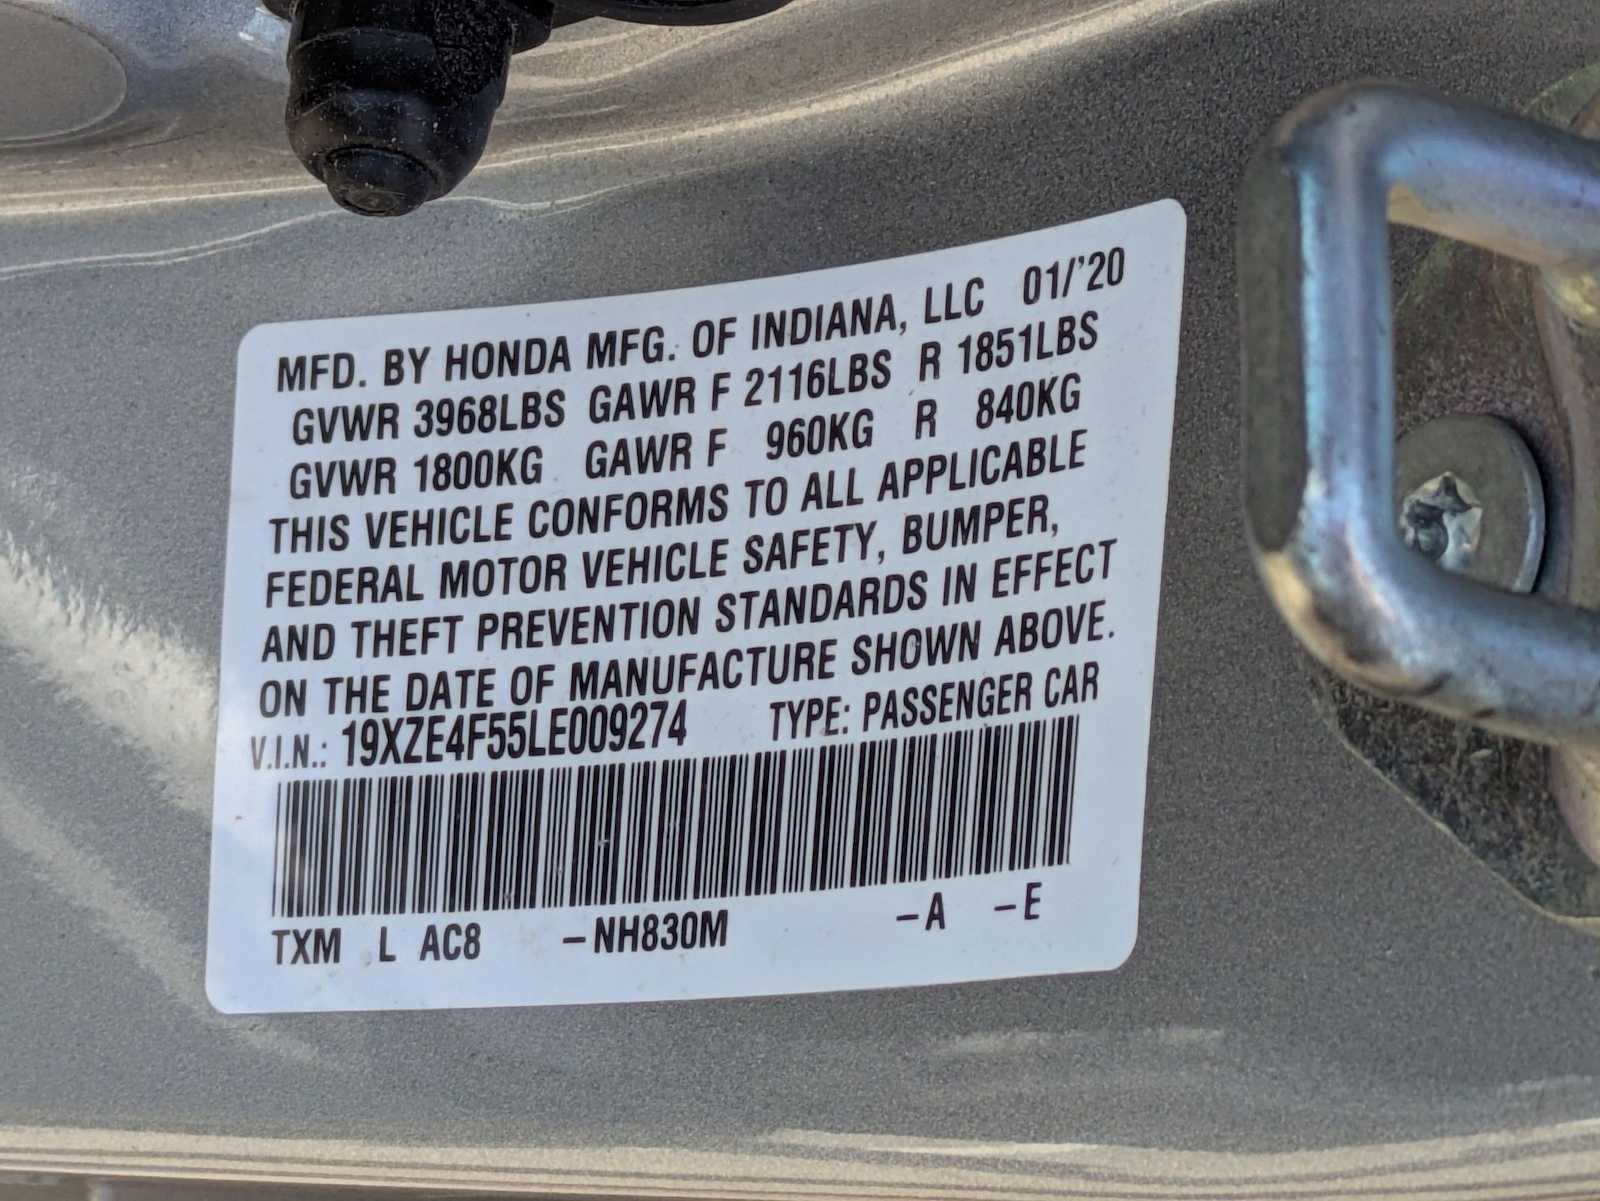 MFD. BY HONDA MFG. OF INDIANA, LLC 01/'20
GVWR 3968LBS GAWR F 2116LBS R 1851LBS
GVWR 1800KG GAWR F 960KG R 840KG
THIS VEHICLE CONFORMS TO ALL APPLICABLE
FEDERAL MOTOR VEHICLE SAFETY, BUMPER,
AND THEFT PREVENTION STANDARDS IN EFFECT
ON THE DATE OF MANUFACTURE SHOWN ABOVE.
V.I.N.: 19XZE4F55LE009274 TYPE: PASSENGER CAR
TXM L AC8 –NH830M –A –E